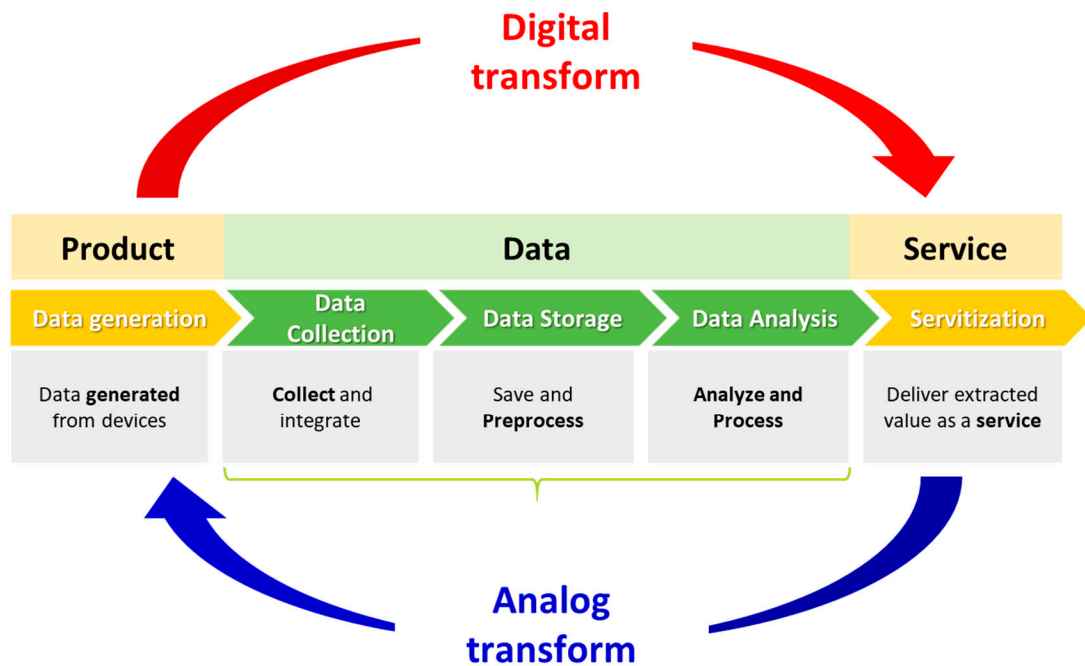 Digital
transform
Product
Data
Service
Data generation
Data
Collection
Data Storage
Data Analysis
Servitization
Data generated
from devices
Collect and
integrate
Save and
Preprocess
Analyze and
Process
Deliver extracted
value as a service
Analog
transform